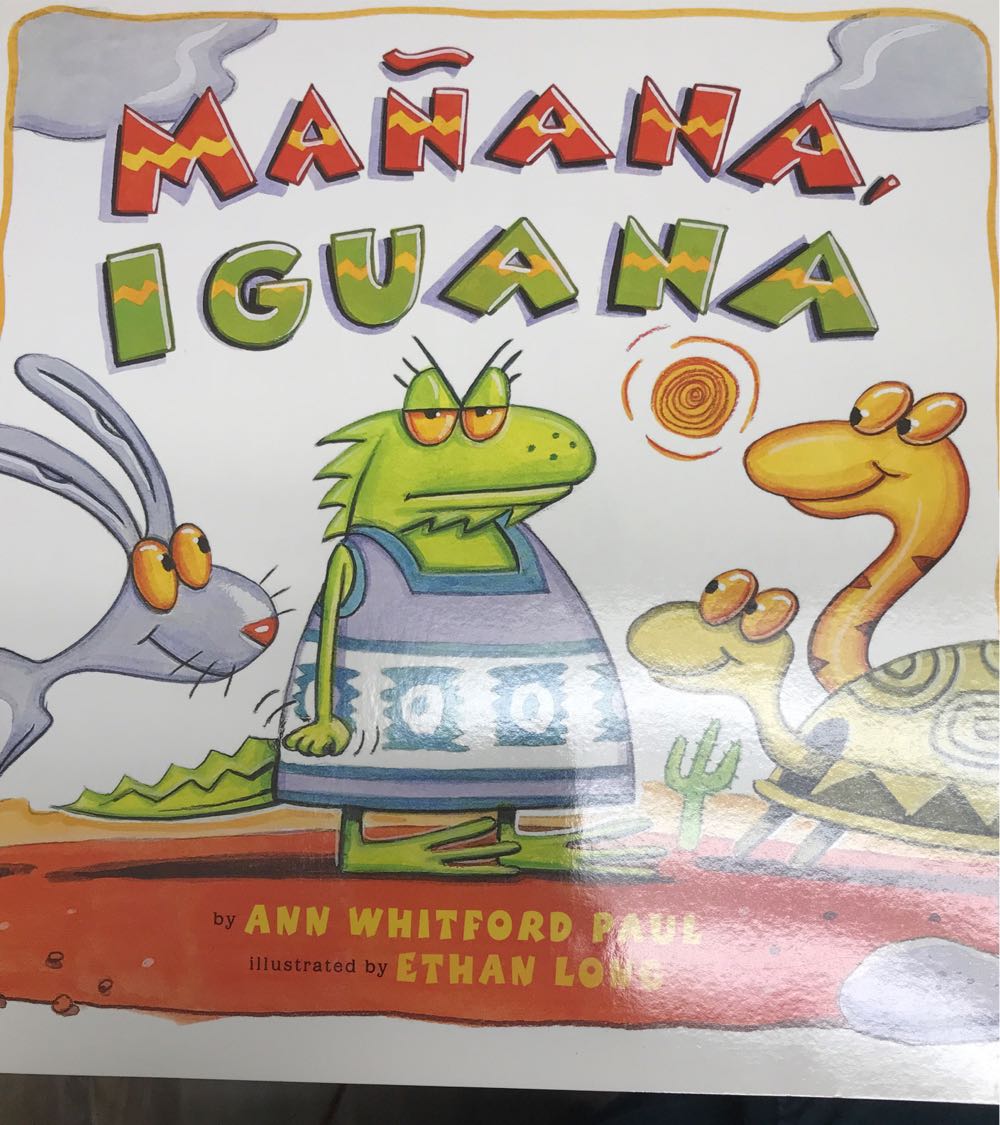 MAÑANA,
IGUANA
by ANN WHITFORD PAUL
illustrated by ETHAN LONG